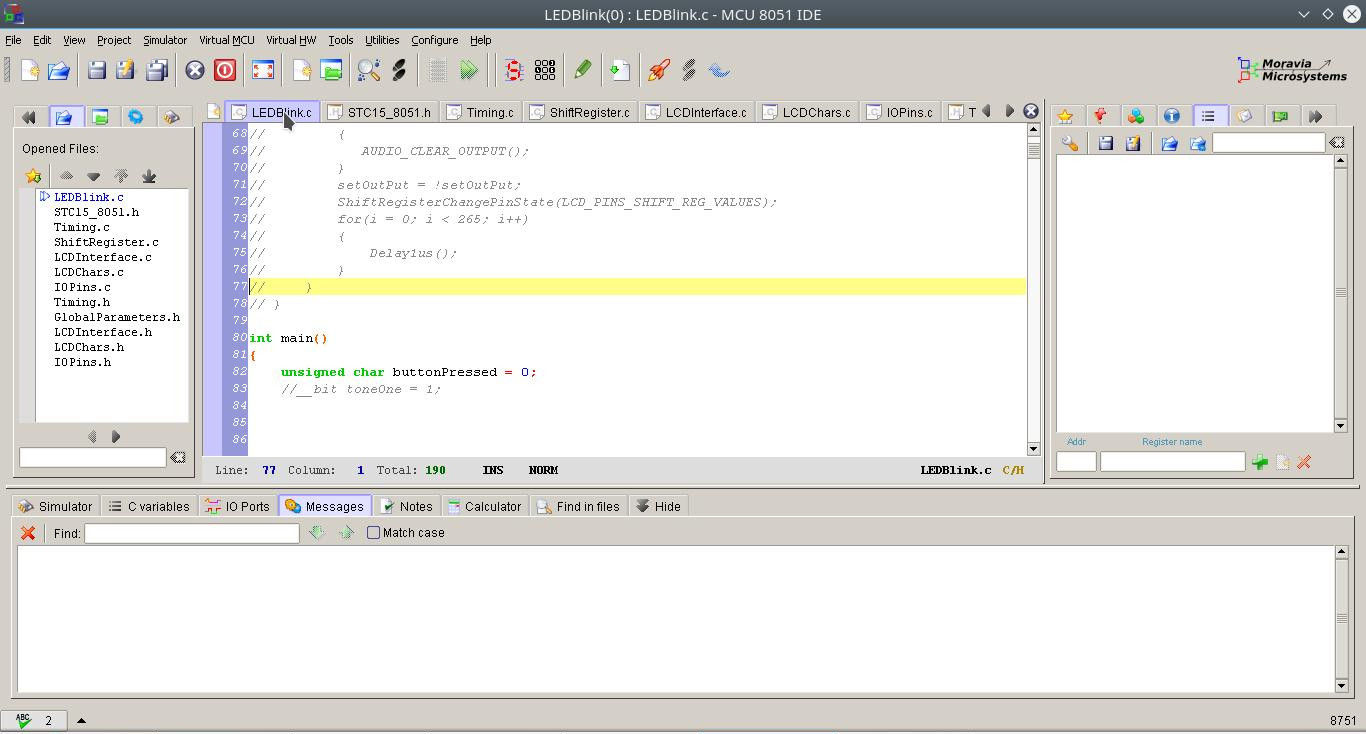 LEDBlink(0) : LEDBlink.c - MCU 8051 IDE
File Edit View Project Simulator Virtual MCU Virtual HW Tools Utilities Configure Help
Moravia
Microsystems
LEDBlink.c STC15_8051.h Timing.c ShiftRegister.c LCDInterface.c LCDChars.c IOPins.c T
Opened Files:
LEDBlink.c
STC15_8051.h
Timing.c
ShiftRegister.c
LCDInterface.c
LCDChars.c
IOPins.c
Timing.h
GlobalParameters.h
LCDInterface.h
LCDChars.h
IOPins.h
68 // {
69 // AUDIO_CLEAR_OUTPUT();
70 // }
71 // setOutPut = !setOutPut;
72 // ShiftRegisterChangePinState(LCD_PINS_SHIFT_REG_VALUES);
73 // for(i = 0; i < 265; i++)
74 // {
75 // Delay1us();
76 // }
77 // }
78 // }
79
80 int main()
81 {
82 unsigned char buttonPressed = 0;
83 //__bit toneOne = 1;
84
85
86
Line: 77 Column: 1 Total: 190 INS NORM LEDBlink.c C/H
Addr Register name
Simulator C variables IO Ports Messages Notes Calculator Find in files Hide
Find: Match case
ABC 2 8751